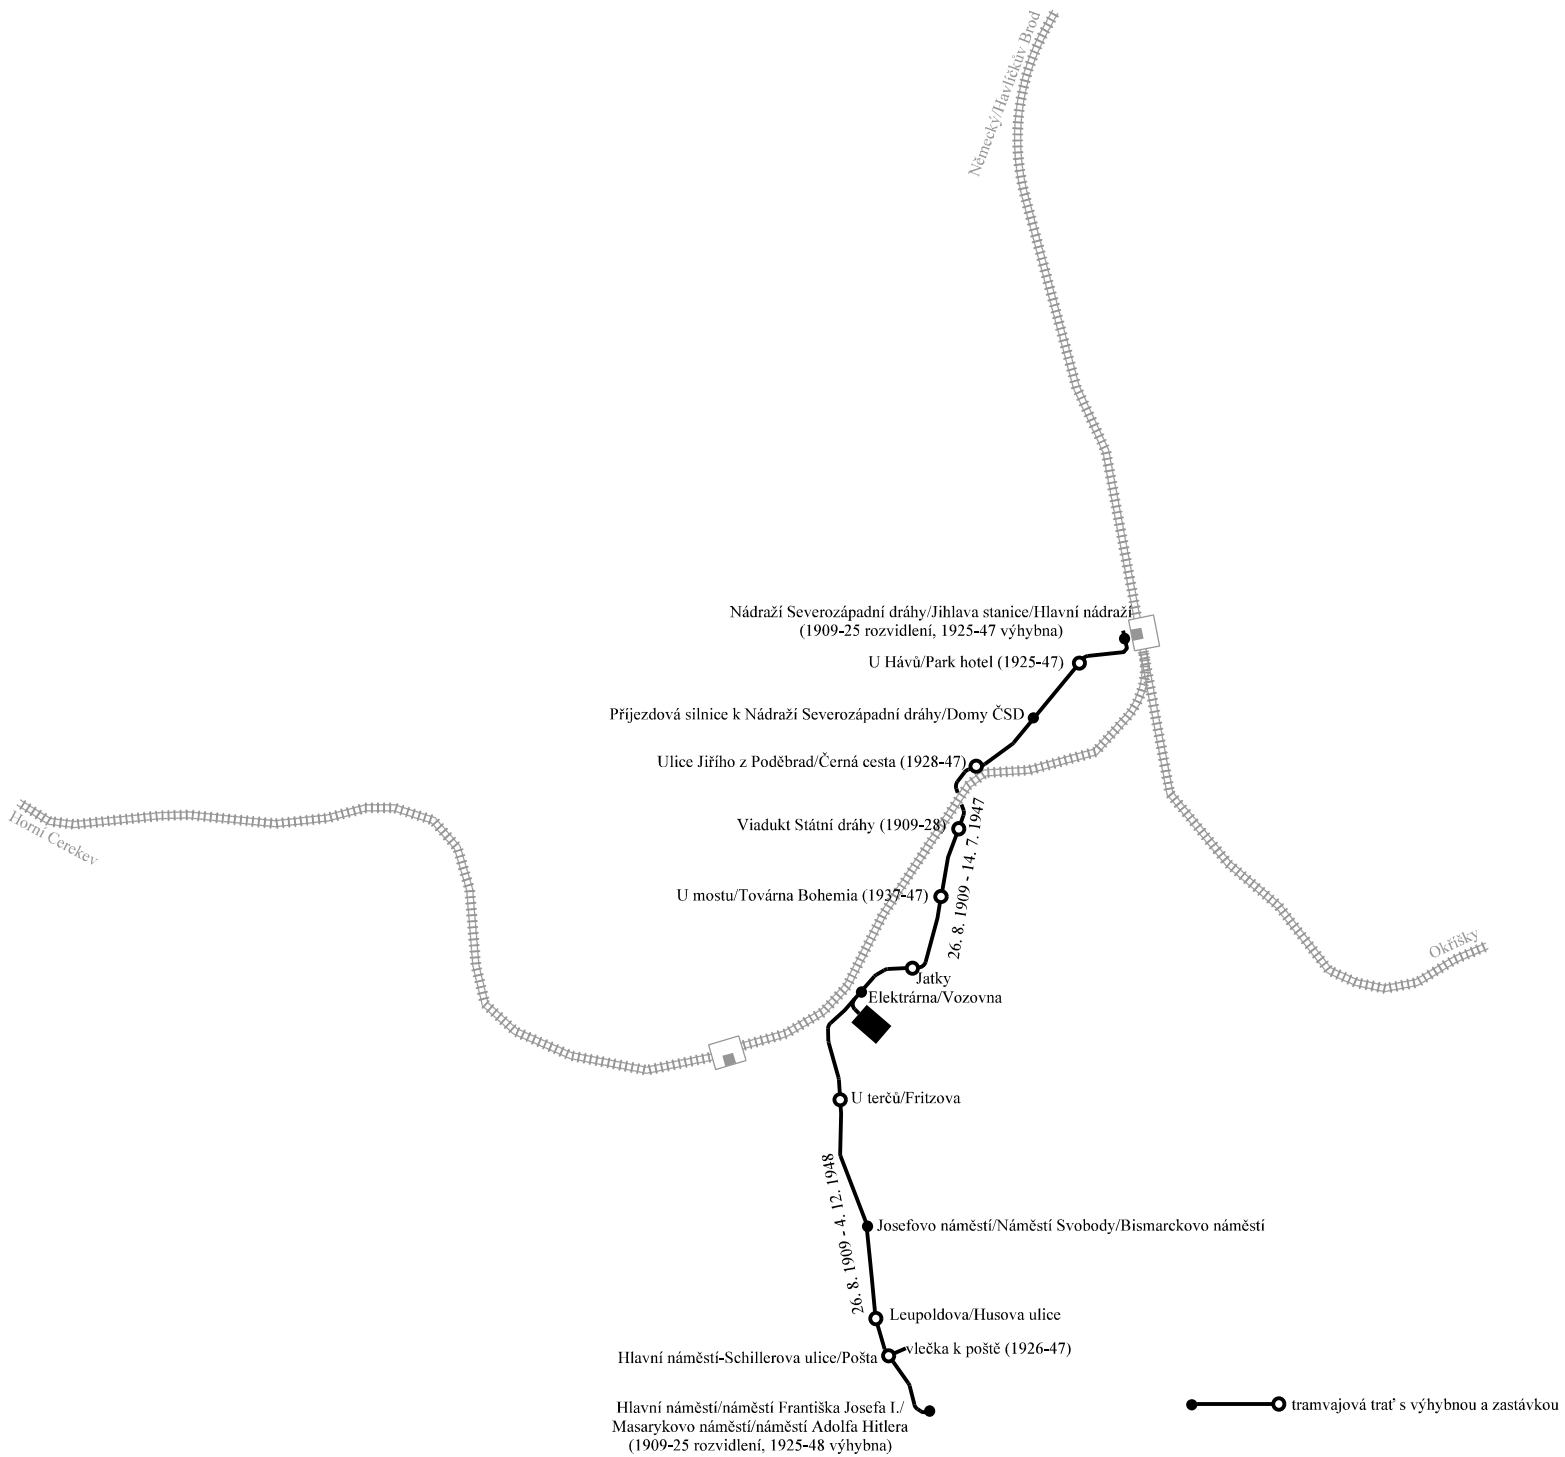 Německý/Havlíčkův Brod
Nádraží Severozápadní dráhy/Jihlava stanice/Hlavní nádraží
(1909-25 rozvidlení, 1925-47 výhybna)
U Hávů/Park hotel (1925-47)
Příjezdová silnice k Nádraží Severozápadní dráhy/Domy ČSD
Ulice Jiřího z Poděbrad/Černá cesta (1928-47)
Horní Cerekev
Viadukt Státní dráhy (1909-28)
26. 8. 1909 - 14. 7. 1947
U mostu/Továrna Bohemia (1937-47)
Okříšky
Jatky
Elektrárna/Vozovna
U terčů/Fritzova
26. 8. 1909 - 4. 12. 1948
Josefovo náměstí/Náměstí Svobody/Bismarckovo náměstí
Leupoldova/Husova ulice
vlečka k poště (1926-47)
Hlavní náměstí-Schillerova ulice/Pošta
Hlavní náměstí/náměstí Františka Josefa I./
Masarykovo náměstí/náměstí Adolfa Hitlera
(1909-25 rozvidlení, 1925-48 výhybna)
tramvajová trať s výhybnou a zastávkou